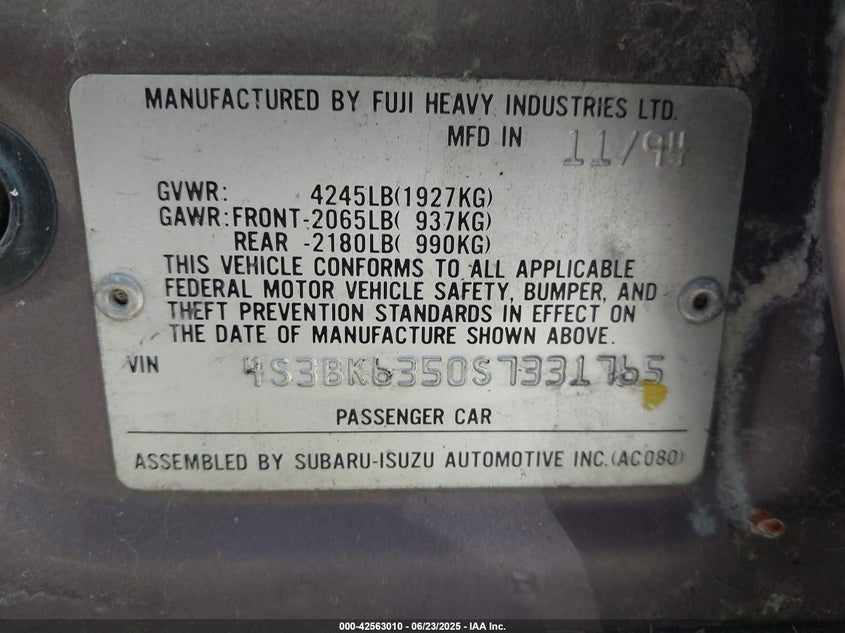 MANUFACTURED BY FUJI HEAVY INDUSTRIES LTD.
MFD IN 11/94
GVWR: 4245LB(1927KG)
GAWR:FRONT-2065LB( 937KG)
REAR -2180LB( 990KG)
THIS VEHICLE CONFORMS TO ALL APPLICABLE
FEDERAL MOTOR VEHICLE SAFETY, BUMPER, AND
THEFT PREVENTION STANDARDS IN EFFECT ON
THE DATE OF MANUFACTURE SHOWN ABOVE.
VIN 4S3BK6350S7331765
PASSENGER CAR
ASSEMBLED BY SUBARU-ISUZU AUTOMOTIVE INC.(AC080)
000-42563010 - 06/23/2025 - IAA Inc.